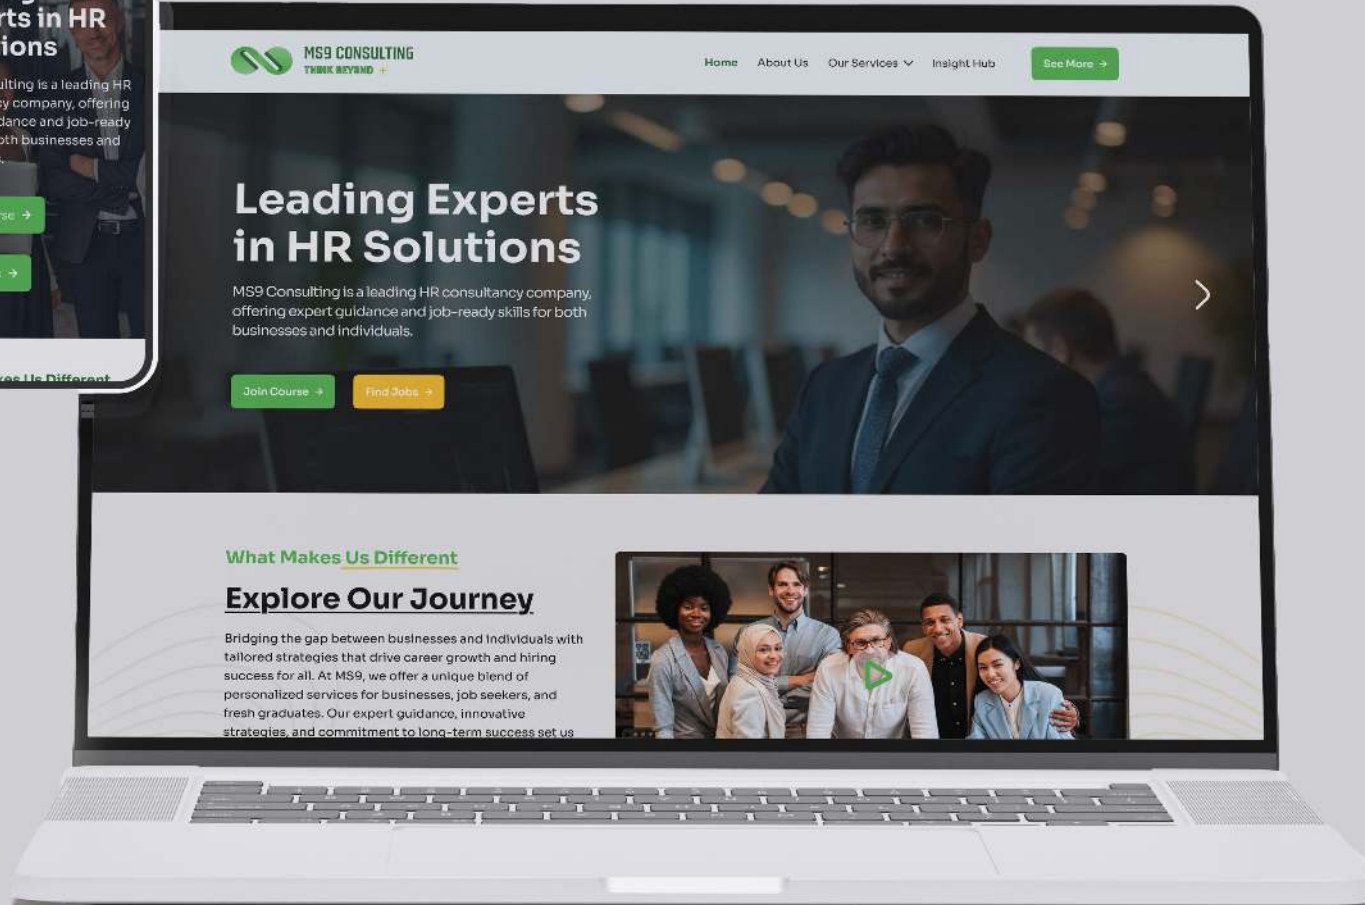 rts in HR
ions
ulting is a leading HR
cy company, offering
dance and job-ready
oth businesses and
rse →
→
kes Us Different
MS9 CONSULTING
THINK BEYOND +
Home About Us Our Services Insight Hub See More →
Leading Experts
in HR Solutions
MS9 Consulting is a leading HR consultancy company,
offering expert guidance and job-ready skills for both
businesses and individuals.
Join Course → Find Jobs →
What Makes Us Different
Explore Our Journey
Bridging the gap between businesses and individuals with
tailored strategies that drive career growth and hiring
success for all. At MS9, we offer a unique blend of
personalized services for businesses, job seekers, and
fresh graduates. Our expert guidance, innovative
strategies, and commitment to long-term success set us